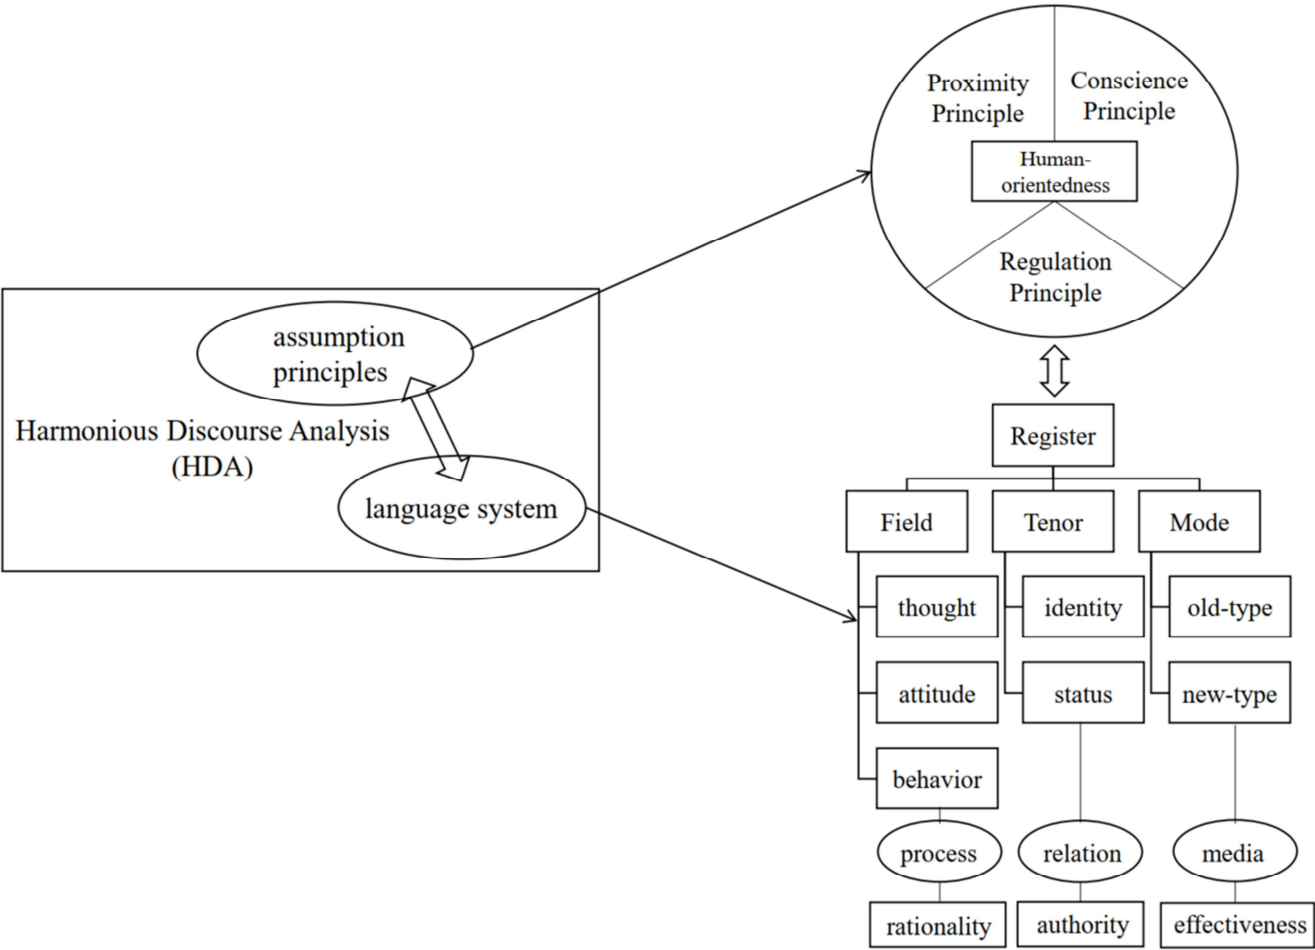 Proximity
Principle
Conscience
Principle
Human-
orientedness
Regulation
Principle
assumption
principles
Harmonious Discourse Analysis
(HDA)
language system
Register
Field
Tenor
Mode
thought
identity
old-type
attitude
status
new-type
behavior
process
relation
media
rationality
authority
effectiveness